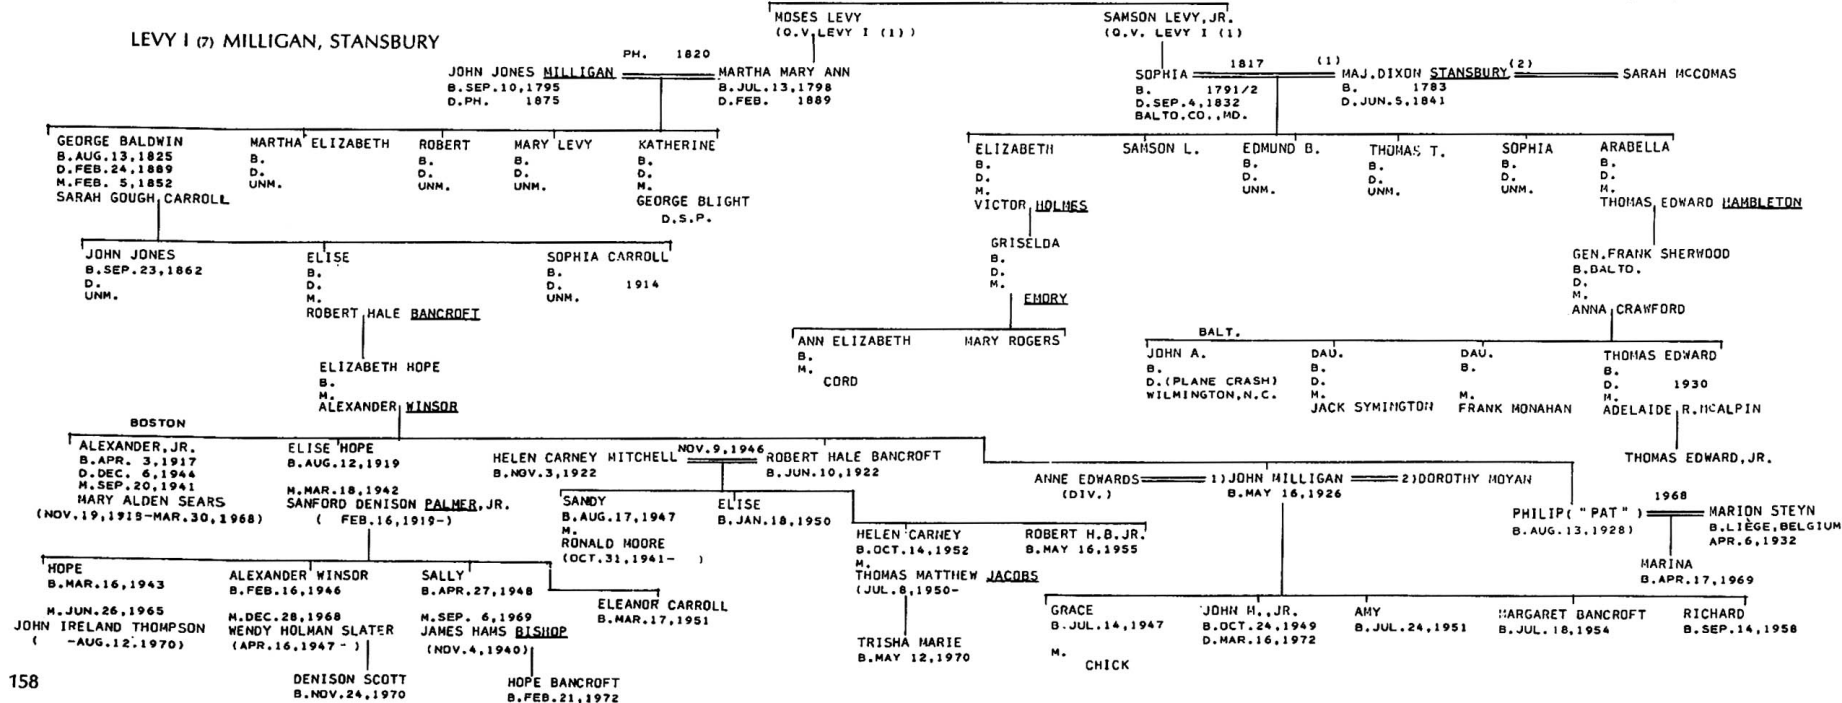 LEVY I (7) MILLIGAN, STANSBURY
MOSES LEVY
(Q.V. LEVY I (1))
SAMSON LEVY, JR.
(Q.V. LEVY I (1)
PH. 1820
JOHN JONES MILLIGAN
B.SEP.10,1795
D.PH. 1875
MARTHA MARY ANN
B.JUL.13,1798
D.FEB. 1889
1817
SOPHIA
B. 1791/2
D.SEP.4,1832
BALTO.CO.,MD.
(1)
MAJ.DIXON STANSBURY
B. 1783
D.JUN.5,1841
(2)
SARAH MCCOMAS
GEORGE BALDWIN
B.AUG.13,1825
D.FEB.24,1889
M.FEB. 5,1852
SARAH GOUGH CARROLL
MARTHA ELIZABETH
B.
D.
UNM.
ROBERT
B.
D.
UNM.
MARY LEVY
B.
D.
UNM.
KATHERINE
B.
D.
M.
GEORGE BLIGHT
D.S.P.
ELIZABETH
B.
D.
M.
VICTOR HOLMES
SAMSON L.
EDMUND B.
B.
D.
UNM.
THOMAS T.
B.
D.
UNM.
SOPHIA
B.
D.
UNM.
ARABELLA
B.
D.
M.
THOMAS EDWARD HAMBLETON
JOHN JONES
B.SEP.23,1862
D.
UNM.
ELISE
B.
D.
M.
ROBERT HALE BANCROFT
SOPHIA CARROLL
B.
D. 1914
UNM.
GRISELDA
B.
D.
M.
EMORY
GEN.FRANK SHERWOOD
B.BALTO.
D.
M.
ANNA CRAWFORD
ELIZABETH HOPE
B.
M.
ALEXANDER WINSOR
ANN ELIZABETH
B.
M.
CORD
MARY ROGERS
BALT.
JOHN A.
B.
D.(PLANE CRASH)
WILMINGTON,N.C.
DAU.
B.
D.
M.
JACK SYMINGTON
DAU.
B.
M.
FRANK MONAHAN
THOMAS EDWARD
B.
D. 1930
M.
ADELAIDE R.MCALPIN
THOMAS EDWARD,JR.
BOSTON
ALEXANDER,JR.
B.APR. 3,1917
D.DEC. 6,1944
M.SEP.20,1941
MARY ALDEN SEARS
(NOV.19,1918-MAR.30,1968)
ELISE HOPE
B.AUG.12,1919
M.MAR.18,1942
SANFORD DENISON PALMER,JR.
( FEB.16,1919-)
HELEN CARNEY MITCHELL
B.NOV.3,1922
NOV.9,1946
ROBERT HALE BANCROFT
B.JUN.10,1922
ANNE EDWARDS
(DIV.)
1)JOHN MILLIGAN
B.MAY 16,1926
2)DOROTHY MOYAN
PHILIP("PAT")
B.AUG.13,1928)
1968
MARION STEYN
B.LIÈGE,BELGIUM
APR.6,1932
MARINA
B.APR.17,1969
SANDY
B.AUG.17,1947
M.
RONALD MOORE
(OCT.31,1941- )
ELISE
B.JAN.18,1950
HELEN CARNEY
B.OCT.14,1952
M.
THOMAS MATTHEW JACOBS
(JUL.8,1950-
ROBERT H.B.JR.
B.MAY 16,1955
TRISHA MARIE
B.MAY 12,1970
HOPE
B.MAR.16,1943
M.JUN.26,1965
JOHN IRELAND THOMPSON
( -AUG.12,1970)
ALEXANDER WINSOR
B.FEB.16,1946
M.DEC.28,1968
WENDY HOLMAN SLATER
(APR.16,1947- )
SALLY
B.APR.27,1948
M.SEP. 6,1969
JAMES HAMS BISHOP
(NOV.4,1940)
ELEANOR CARROLL
B.MAR.17,1951
DENISON SCOTT
B.NOV.24,1970
HOPE BANCROFT
B.FEB.21,1972
GRACE
B.JUL.14,1947
M.
CHICK
JOHN M.,JR.
B.OCT.24,1949
D.MAR.16,1972
AMY
B.JUL.24,1951
MARGARET BANCROFT
B.JUL.18,1954
RICHARD
B.SEP.14,1958
158